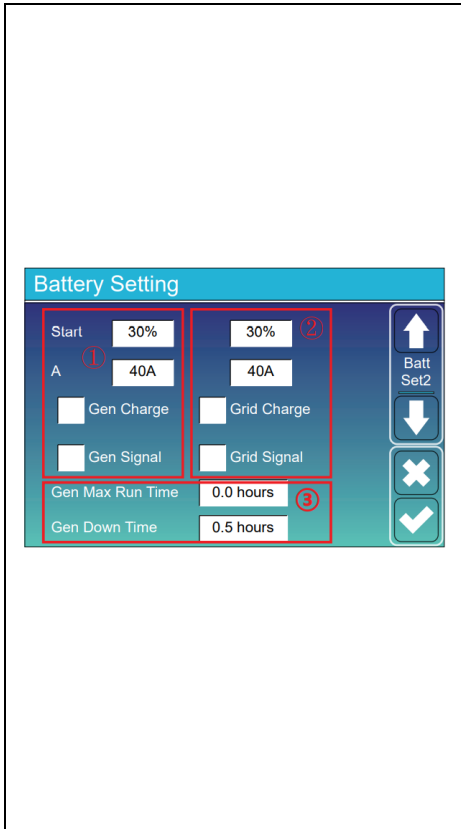 Battery Setting
Start 30% 30% ②
① A 40A 40A
Gen Charge Grid Charge
Gen Signal Grid Signal
Gen Max Run Time 0.0 hours ③
Gen Down Time 0.5 hours
Batt
Set2